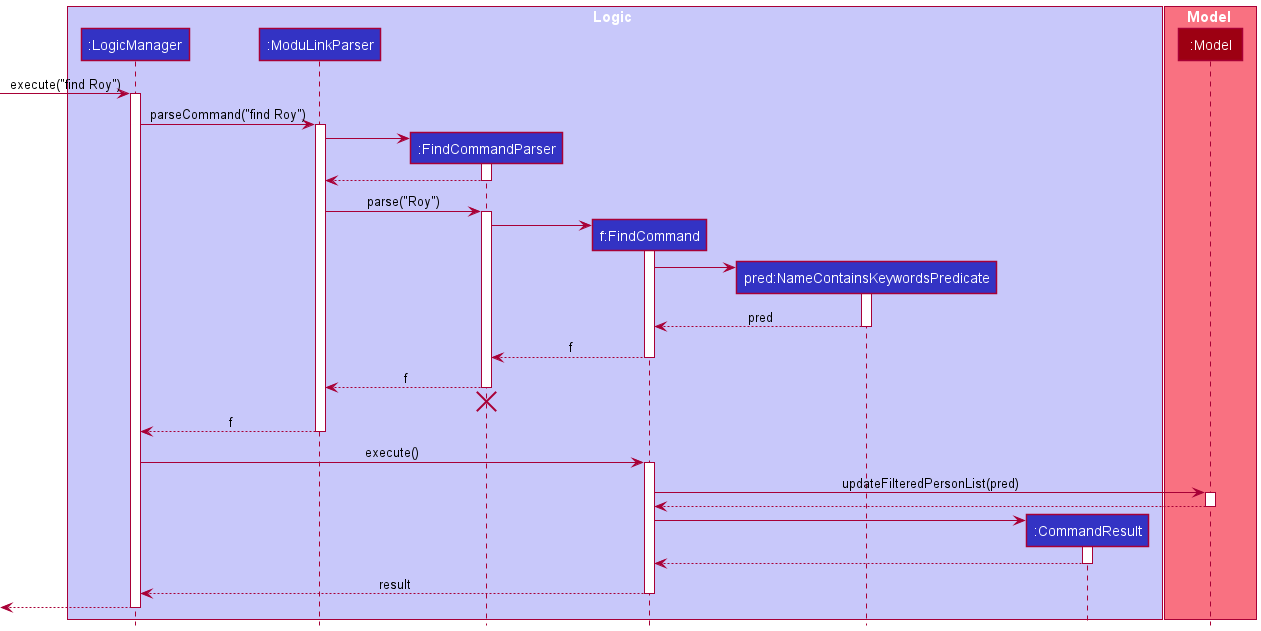 Logic
Model
:LogicManager
:ModuLinkParser
:Model
execute("find Roy")
parseCommand("find Roy")
:FindCommandParser
parse("Roy")
f:FindCommand
pred:NameContainsKeywordsPredicate
pred
f
f
f
execute()
updateFilteredPersonList(pred)
:CommandResult
result